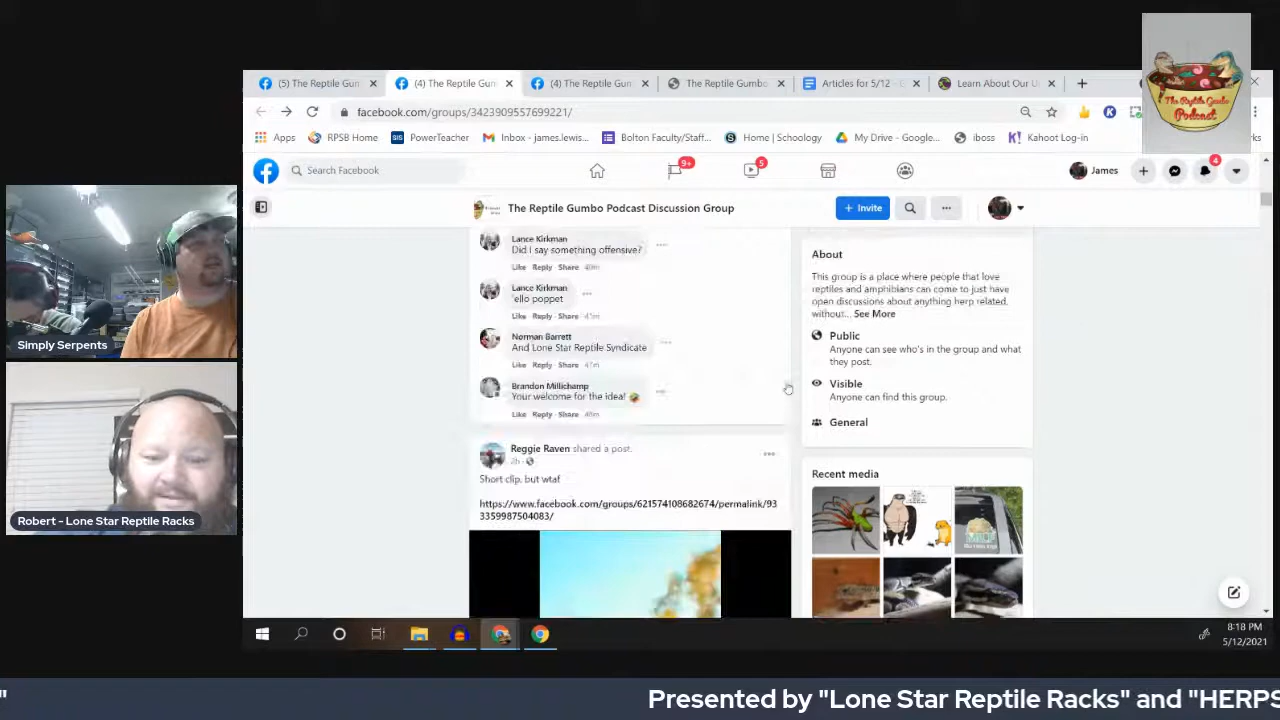 The Reptile Gumbo
Podcast
(5) The Reptile Gum
(4) The Reptile Gum
(4) The Reptile Gum
The Reptile Gumbo
Articles for 5/12 - E
Learn About Our U
facebook.com/groups/3423909557699221/
Apps
RPSB Home
SIS PowerTeacher
Inbox - james.lewis...
Bolton Faculty/Staff...
Home | Schoology
My Drive - Google...
iboss
Kahoot Log-in
Search Facebook
9+
5
James
4
The Reptile Gumbo Podcast Discussion Group
+ Invite
Lance Kirkman
Did I say something offensive?
Like Reply Share
Lance Kirkman
'ello poppet
Like Reply Share
Norman Barrett
And Lone Star Reptile Syndicate
Like Reply Share
Brandon Millichamp
Your welcome for the idea!
Like Reply Share
Reggie Raven shared a post.
2h
Short clip, but wtaf
https://www.facebook.com/groups/621574108682674/permalink/93
3359987504083/
About
This group is a place where people that love
reptiles and amphibians can come to just have
open discussions about anything herp related,
without... See More
Public
Anyone can see who's in the group and what
they post.
Visible
Anyone can find this group.
General
Recent media
Simply Serpents
Robert - Lone Star Reptile Racks
8:18 PM
5/12/2021
" Presented by "Lone Star Reptile Racks" and "HERPS